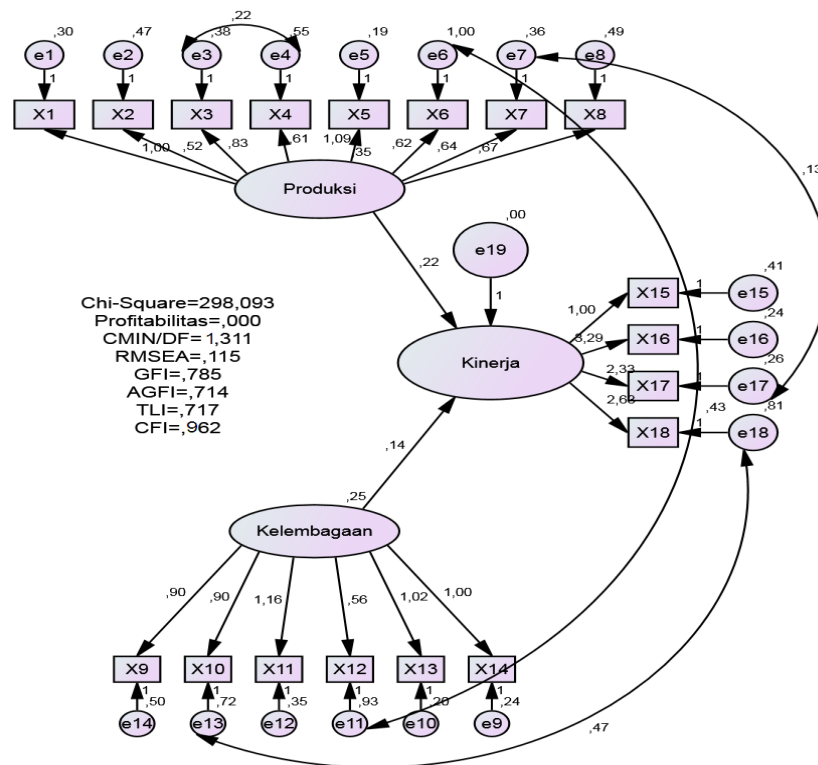 ,22
,30 ,47 ,38 ,55 ,19 1,00 ,36 ,49
e1 e2 e3 e4 e5 e6 e7 e8
1 1 1 1 1 1 1 1
X1 X2 X3 X4 X5 X6 X7 X8
1,00 ,52 ,83 ,61 1,09 ,62 ,64 ,67
,35
Produksi
,13
,00
e19
1
,22
Chi-Square=298,093
Profitabilitas=,000
CMIN/DF= 1,311
RMSEA=,115
GFI=,785
AGFI=,714
TLI=,717
CFI=,962
Kinerja
1,00 X15 1 e15 ,41
3,29 X16 1 e16 ,24
2,33 X17 1 e17 ,26
2,63 X18 1 e18 ,81
,43
,14
,25
Kelembagaan
,90 ,90 1,16 ,56 1,02 1,00
X9 X10 X11 X12 X13 X14
1 1 1 1 1 1
,50 ,72 ,35 ,93 ,20 ,24
e14 e13 e12 e11 e10 e9
,47